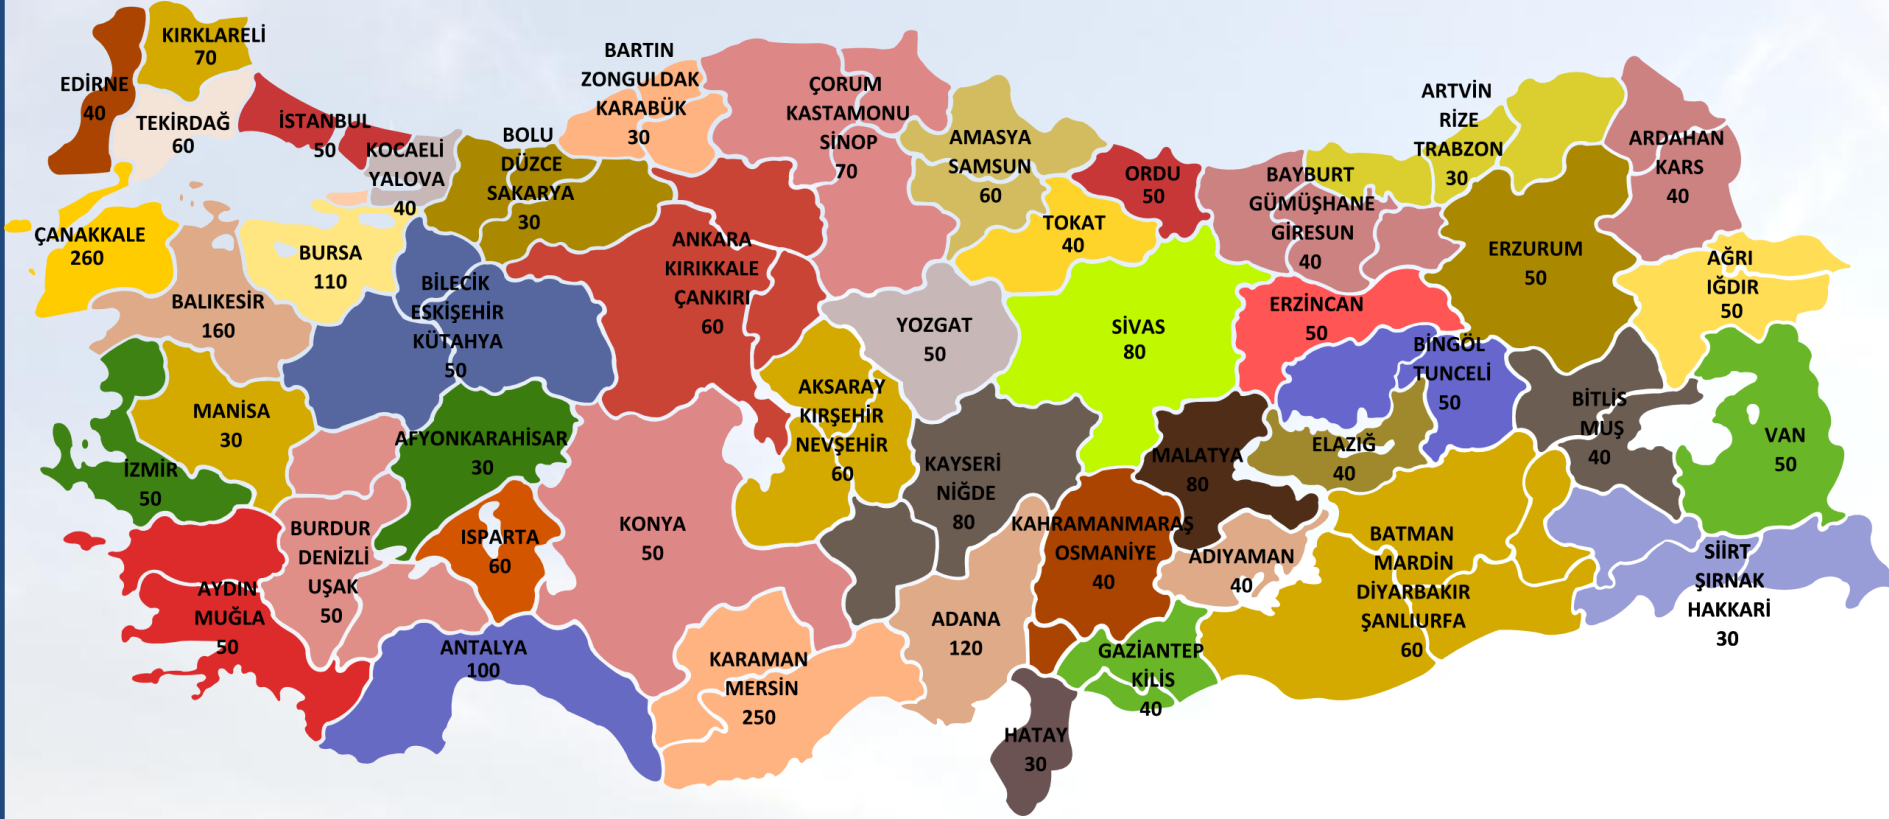 KIRKLARELİ
70
EDİRNE
40
TEKİRDAĞ
60
İSTANBUL
50
KOCAELİ
YALOVA
40
BOLU
DÜZCE
SAKARYA
30
BARTIN
ZONGULDAK
KARABÜK
30
ÇORUM
KASTAMONU
SİNOP
70
AMASYA
SAMSUN
60
TOKAT
40
ORDU
50
BAYBURT
GÜMÜŞHANE
GİRESUN
40
ARTVİN
RİZE
TRABZON
30
ARDAHAN
KARS
40
ÇANAKKALE
260
BALIKESİR
160
BURSA
110
BİLECİK
ESKİŞEHİR
KÜTAHYA
50
ANKARA
KIRIKKALE
ÇANKIRI
60
YOZGAT
50
SİVAS
80
ERZİNCAN
50
ERZURUM
50
AĞRI
IĞDIR
50
BİNGÖL
TUNCELİ
50
MANİSA
30
İZMİR
50
AFYONKARAHİSAR
30
AKSARAY
KIRŞEHİR
NEVŞEHİR
60
KAYSERİ
NİĞDE
80
MALATYA
80
ELAZIĞ
40
BİTLİS
MUŞ
40
VAN
50
BURDUR
DENİZLİ
UŞAK
50
ISPARTA
60
KONYA
50
KAHRAMANMARAŞ
OSMANİYE
40
ADIYAMAN
40
BATMAN
MARDİN
DİYARBAKIR
ŞANLIURFA
60
SİİRT
ŞIRNAK
HAKKARİ
30
AYDIN
MUĞLA
50
ANTALYA
100
KARAMAN
MERSİN
250
ADANA
120
GAZİANTEP
KİLİS
40
HATAY
30